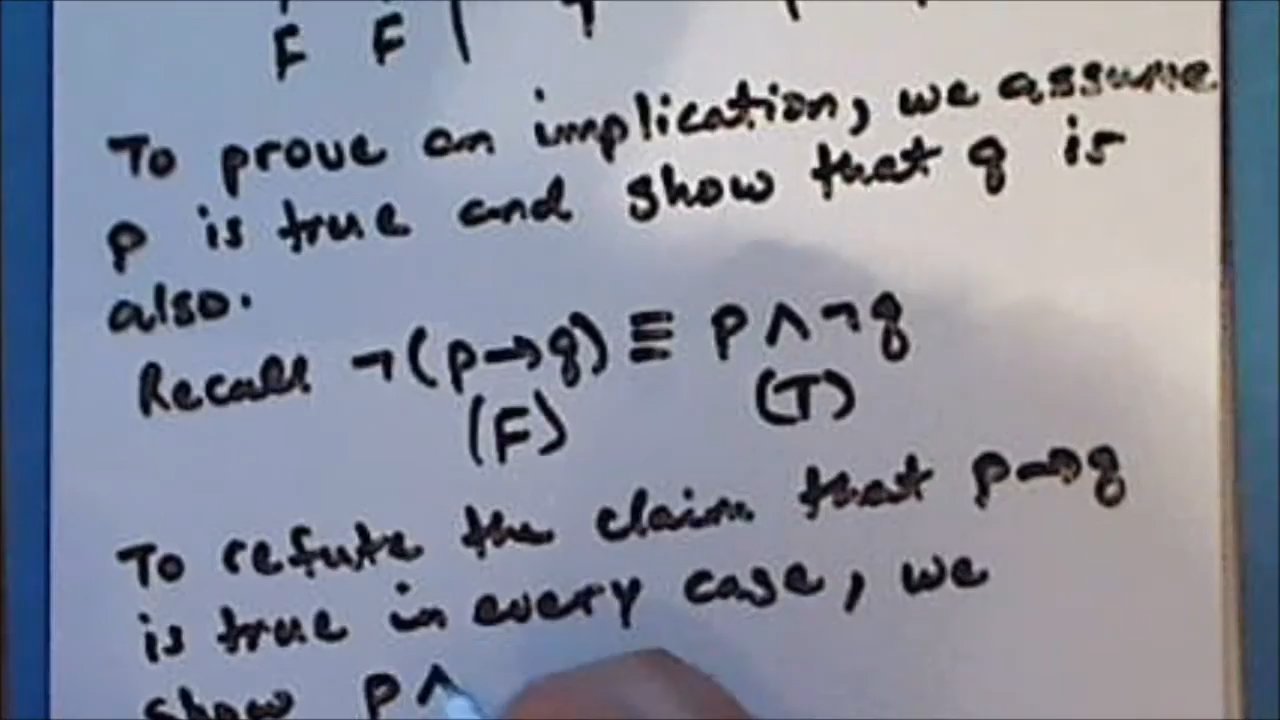 F F |
To prove an implication, we assume
p is true and show that q is
also.
Recall ¬(p→q) ≡ p∧¬q
(F) (T)
To refute the claim that p→q
is true in every case, we
show p∧